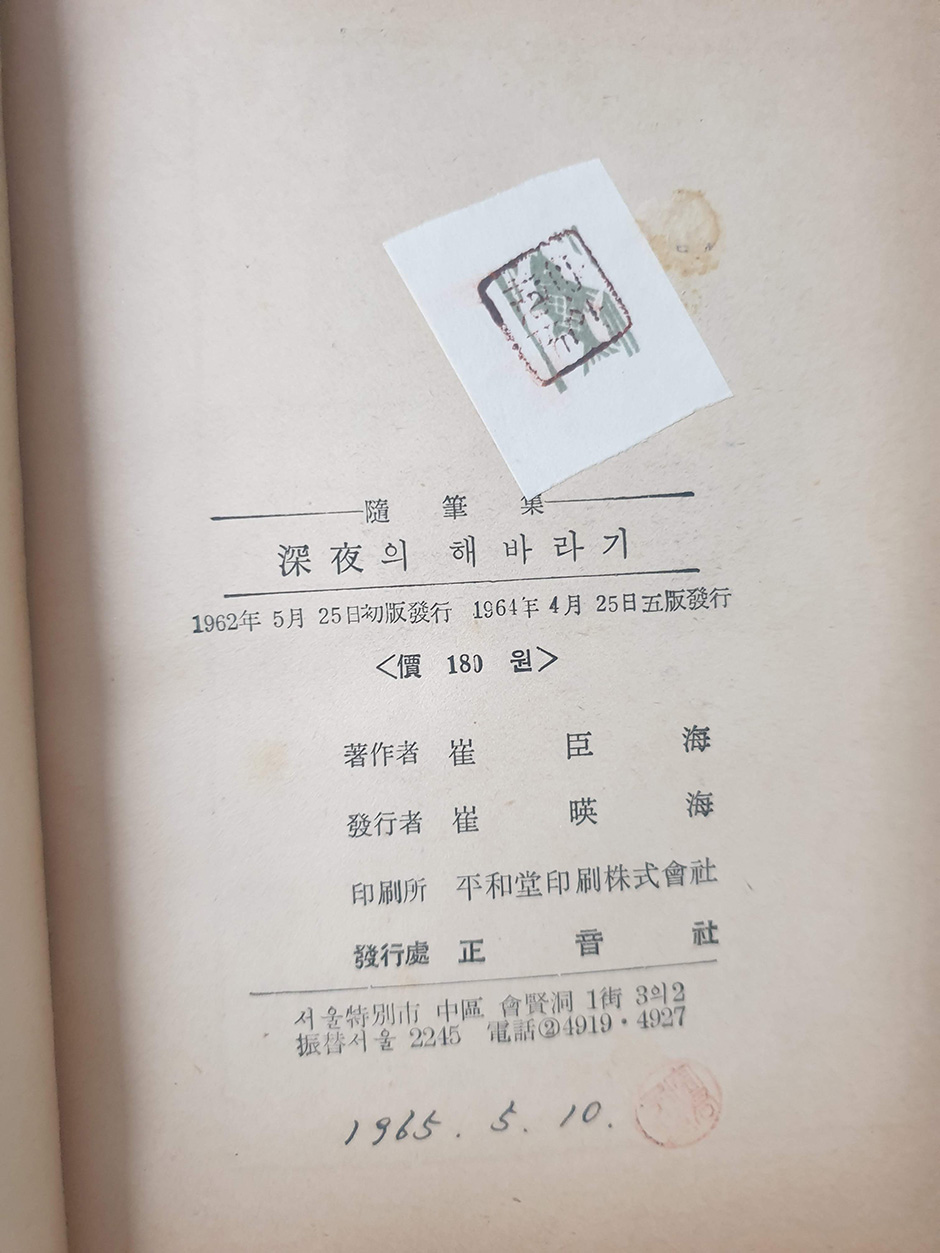 隨筆集
深夜의 해바라기
1962年 5月 25日初版發行 1964年 4月 25日五版發行
<價 180 원>
著作者 崔臣海
發行者 崔暎海
印刷所 平和堂印刷株式會社
發行處 正音社
서울特別市 中區 會賢洞 1街 3의2
振替서울 2245 電話②4919·4927
1965. 5. 10.